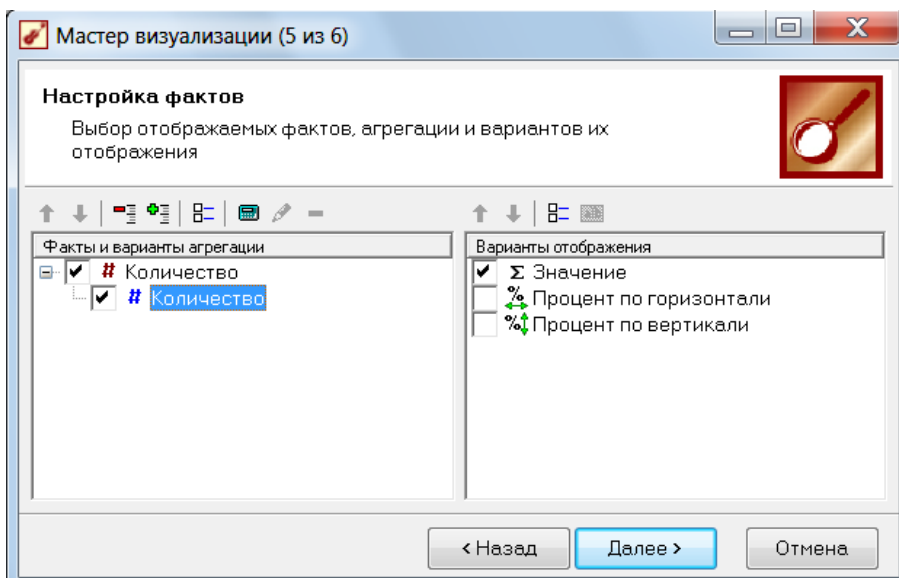 Мастер визуализации (5 из 6)
Настройка фактов
Выбор отображаемых фактов, агрегации и вариантов их
отображения
Факты и варианты агрегации
# Количество
# Количество
Варианты отображения
Σ Значение
% Процент по горизонтали
% Процент по вертикали
< Назад
Далее >
Отмена